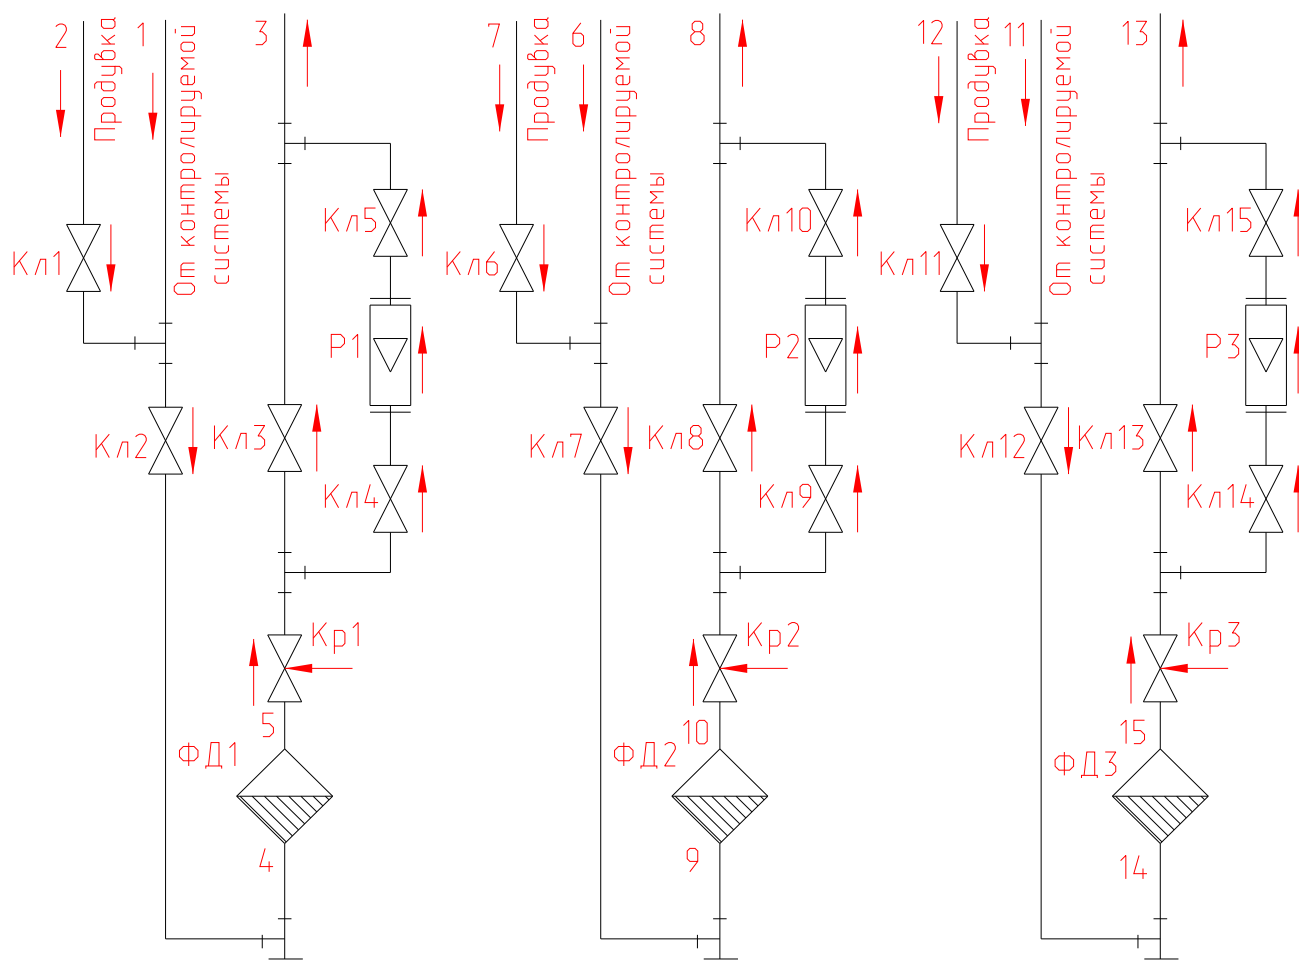 2
1
3
Продувка
От контролируемой
системы
Кл1
Кл5
Р1
Кл2
Кл3
Кл4
Кр1
5
ФД1
4
7
6
8
Продувка
От контролируемой
системы
Кл6
Кл10
Р2
Кл7
Кл8
Кл9
Кр2
10
ФД2
9
12
11
13
Продувка
От контролируемой
системы
Кл11
Кл15
Р3
Кл12
Кл13
Кл14
Кр3
15
ФД3
14